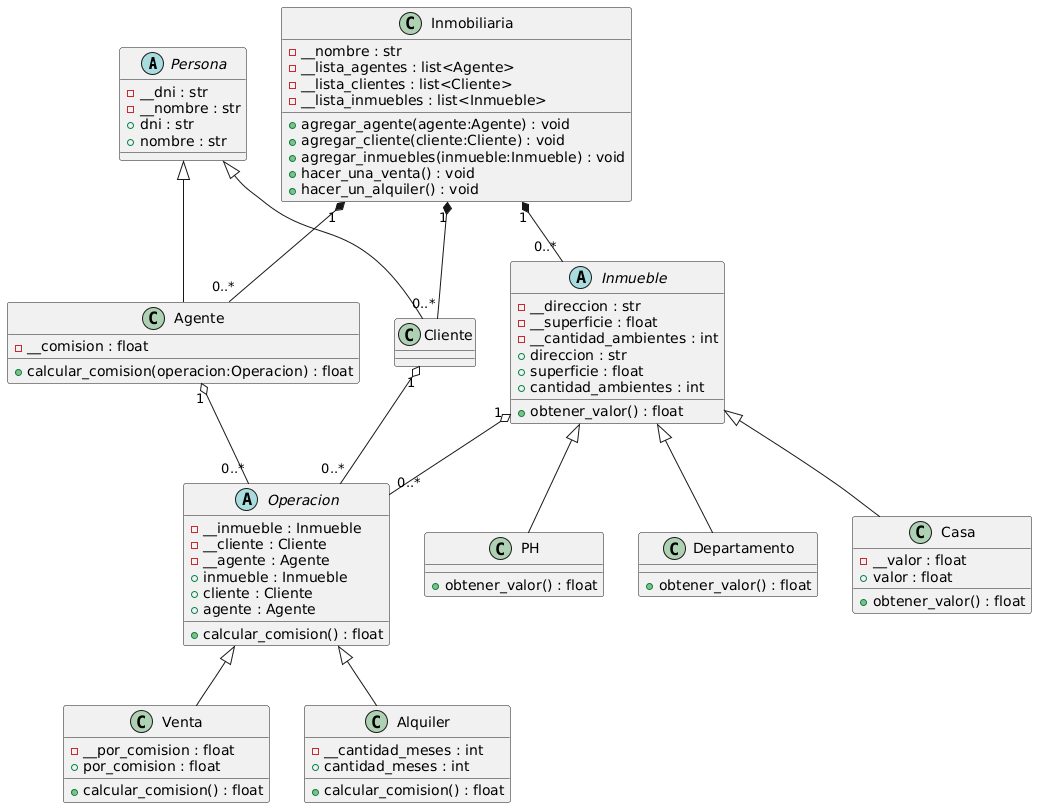 C Inmobiliaria
__nombre : str
__lista_agentes : list<Agente>
__lista_clientes : list<Cliente>
__lista_inmuebles : list<Inmueble>
agregar_agente(agente:Agente) : void
agregar_cliente(cliente:Cliente) : void
agregar_inmuebles(inmueble:Inmueble) : void
hacer_una_venta() : void
hacer_un_alquiler() : void
A Persona
__dni : str
__nombre : str
dni : str
nombre : str
1
1
1
0..*
0..*
0..*
C Agente
__comision : float
calcular_comision(operacion:Operacion) : float
C Cliente
A Inmueble
__direccion : str
__superficie : float
__cantidad_ambientes : int
direccion : str
superficie : float
cantidad_ambientes : int
obtener_valor() : float
1
1
1
0..*
0..*
0..*
A Operacion
__inmueble : Inmueble
__cliente : Cliente
__agente : Agente
inmueble : Inmueble
cliente : Cliente
agente : Agente
calcular_comision() : float
C PH
obtener_valor() : float
C Departamento
obtener_valor() : float
C Casa
__valor : float
valor : float
obtener_valor() : float
C Venta
__por_comision : float
por_comision : float
calcular_comision() : float
C Alquiler
__cantidad_meses : int
cantidad_meses : int
calcular_comision() : float